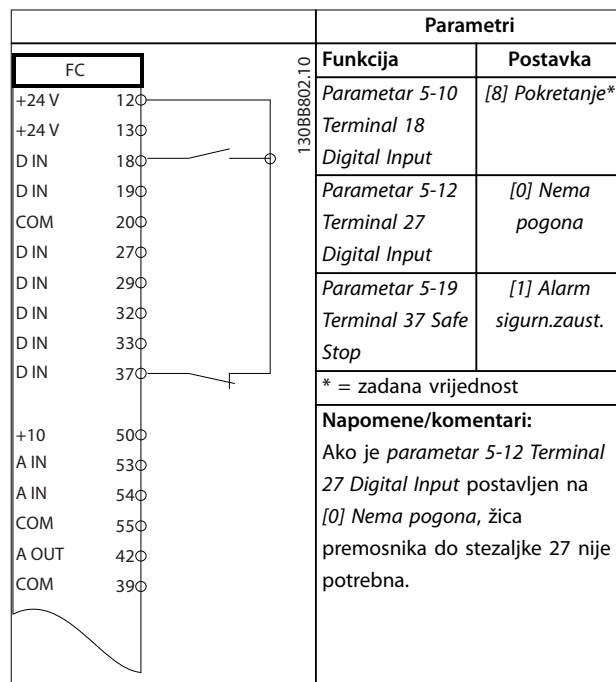 FC
+24 V 12
+24 V 13
D IN 18
D IN 19
COM 20
D IN 27
D IN 29
D IN 32
D IN 33
D IN 37
+10 50
A IN 53
A IN 54
COM 55
A OUT 42
COM 39
130BB802.10
Parametri
Funkcija Postavka
Parametar 5-10 [8] Pokretanje*
Terminal 18
Digital Input
Parametar 5-12 [0] Nema
Terminal 27 pogona
Digital Input
Parametar 5-19 [1] Alarm
Terminal 37 Safe sigurn.zaust.
Stop
* = zadana vrijednost
Napomene/komentari:
Ako je parametar 5-12 Terminal
27 Digital Input postavljen na
[0] Nema pogona, žica
premosnika do stezaljke 27 nije
potrebna.